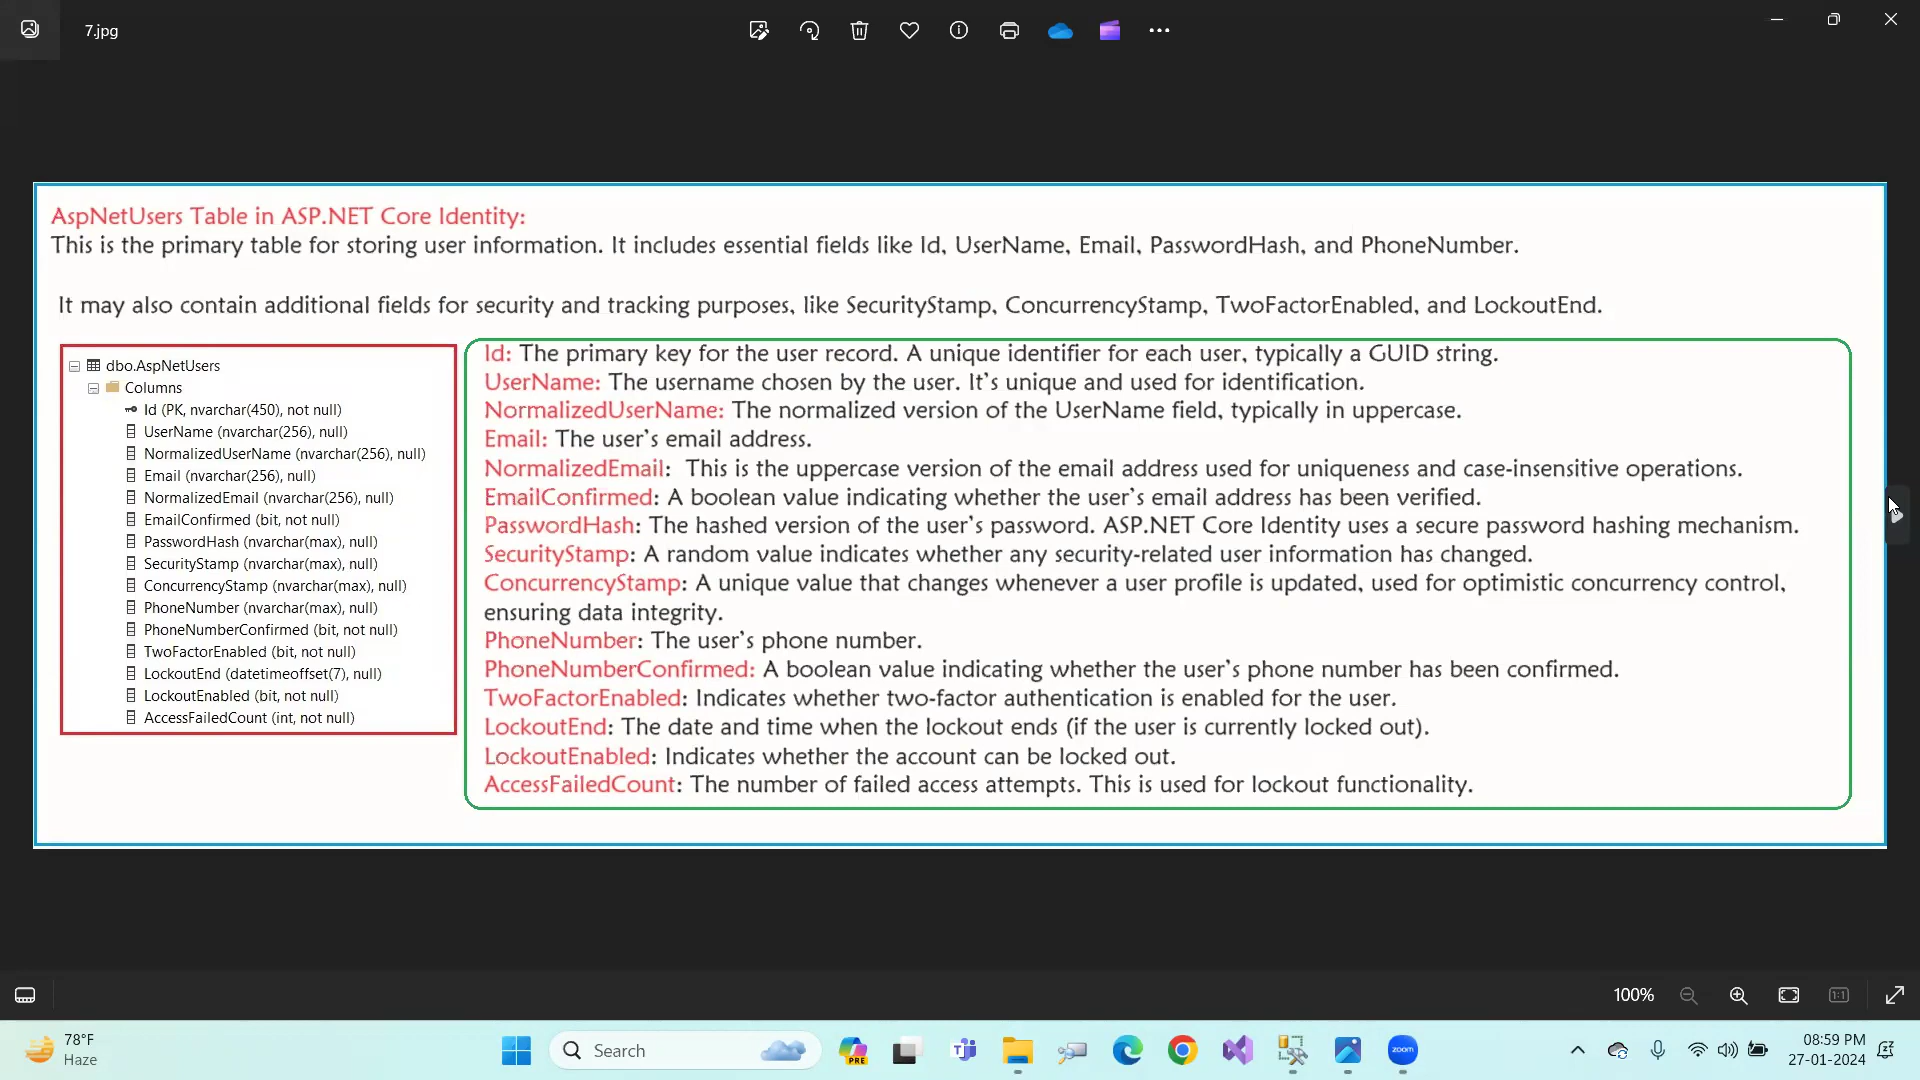 7.jpg
AspNetUsers Table in ASP.NET Core Identity:
This is the primary table for storing user information. It includes essential fields like Id, UserName, Email, PasswordHash, and PhoneNumber.
It may also contain additional fields for security and tracking purposes, like SecurityStamp, ConcurrencyStamp, TwoFactorEnabled, and LockoutEnd.
dbo.AspNetUsers
Columns
Id (PK, nvarchar(450), not null)
UserName (nvarchar(256), null)
NormalizedUserName (nvarchar(256), null)
Email (nvarchar(256), null)
NormalizedEmail (nvarchar(256), null)
EmailConfirmed (bit, not null)
PasswordHash (nvarchar(max), null)
SecurityStamp (nvarchar(max), null)
ConcurrencyStamp (nvarchar(max), null)
PhoneNumber (nvarchar(max), null)
PhoneNumberConfirmed (bit, not null)
TwoFactorEnabled (bit, not null)
LockoutEnd (datetimeoffset(7), null)
LockoutEnabled (bit, not null)
AccessFailedCount (int, not null)
Id: The primary key for the user record. A unique identifier for each user, typically a GUID string.
UserName: The username chosen by the user. It's unique and used for identification.
NormalizedUserName: The normalized version of the UserName field, typically in uppercase.
Email: The user's email address.
NormalizedEmail: This is the uppercase version of the email address used for uniqueness and case-insensitive operations.
EmailConfirmed: A boolean value indicating whether the user's email address has been verified.
PasswordHash: The hashed version of the user's password. ASP.NET Core Identity uses a secure password hashing mechanism.
SecurityStamp: A random value indicates whether any security-related user information has changed.
ConcurrencyStamp: A unique value that changes whenever a user profile is updated, used for optimistic concurrency control,
ensuring data integrity.
PhoneNumber: The user's phone number.
PhoneNumberConfirmed: A boolean value indicating whether the user's phone number has been confirmed.
TwoFactorEnabled: Indicates whether two-factor authentication is enabled for the user.
LockoutEnd: The date and time when the lockout ends (if the user is currently locked out).
LockoutEnabled: Indicates whether the account can be locked out.
AccessFailedCount: The number of failed access attempts. This is used for lockout functionality.
100%
1:1
78°F
Haze
Search
PRE
zoom
08:59 PM
27-01-2024